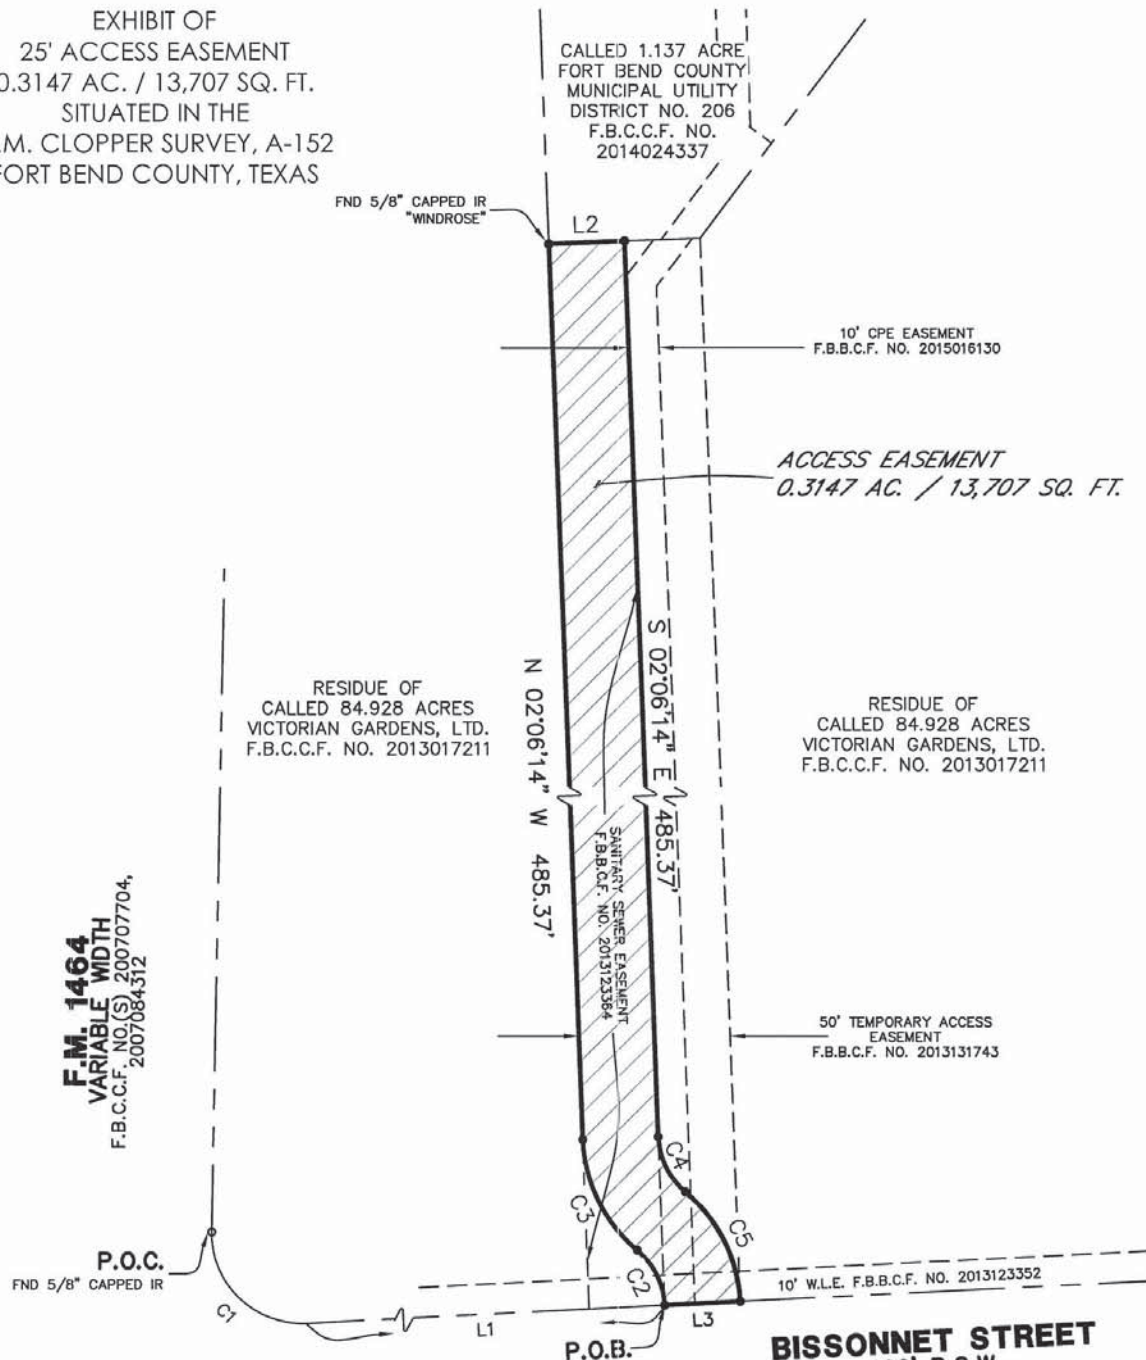 EXHIBIT OF
25' ACCESS EASEMENT
0.3147 AC. / 13,707 SQ. FT.
SITUATED IN THE
.M. CLOPPER SURVEY, A-152
FORT BEND COUNTY, TEXAS
CALLED 1.137 ACRE
FORT BEND COUNTY
MUNICIPAL UTILITY
DISTRICT NO. 206
F.B.C.C.F. NO.
2014024337
FND 5/8" CAPPED IR
"WINDROSE"
L2
10' CPE EASEMENT
F.B.B.C.F. NO. 2015016130
ACCESS EASEMENT
0.3147 AC. / 13,707 SQ. FT.
RESIDUE OF
CALLED 84.928 ACRES
VICTORIAN GARDENS, LTD.
F.B.C.C.F. NO. 2013017211
N 02°06'14" W 485.37'
S 02°06'14" E 485.37'
RESIDUE OF
CALLED 84.928 ACRES
VICTORIAN GARDENS, LTD.
F.B.C.C.F. NO. 2013017211
SANITARY SEWER EASEMENT
F.B.B.C.F. NO. 2013123364
F.M. 1464
VARIABLE WIDTH
F.B.C.C.F. NO.(S) 200707704,
2007084312
50' TEMPORARY ACCESS
EASEMENT
F.B.B.C.F. NO. 2013131743
C4
C3
C5
P.O.C.
FND 5/8" CAPPED IR
C2
10' W.L.E. F.B.B.C.F. NO. 2013123352
C1
L1
L3
P.O.B.
BISSONNET STREET
R.O.W.